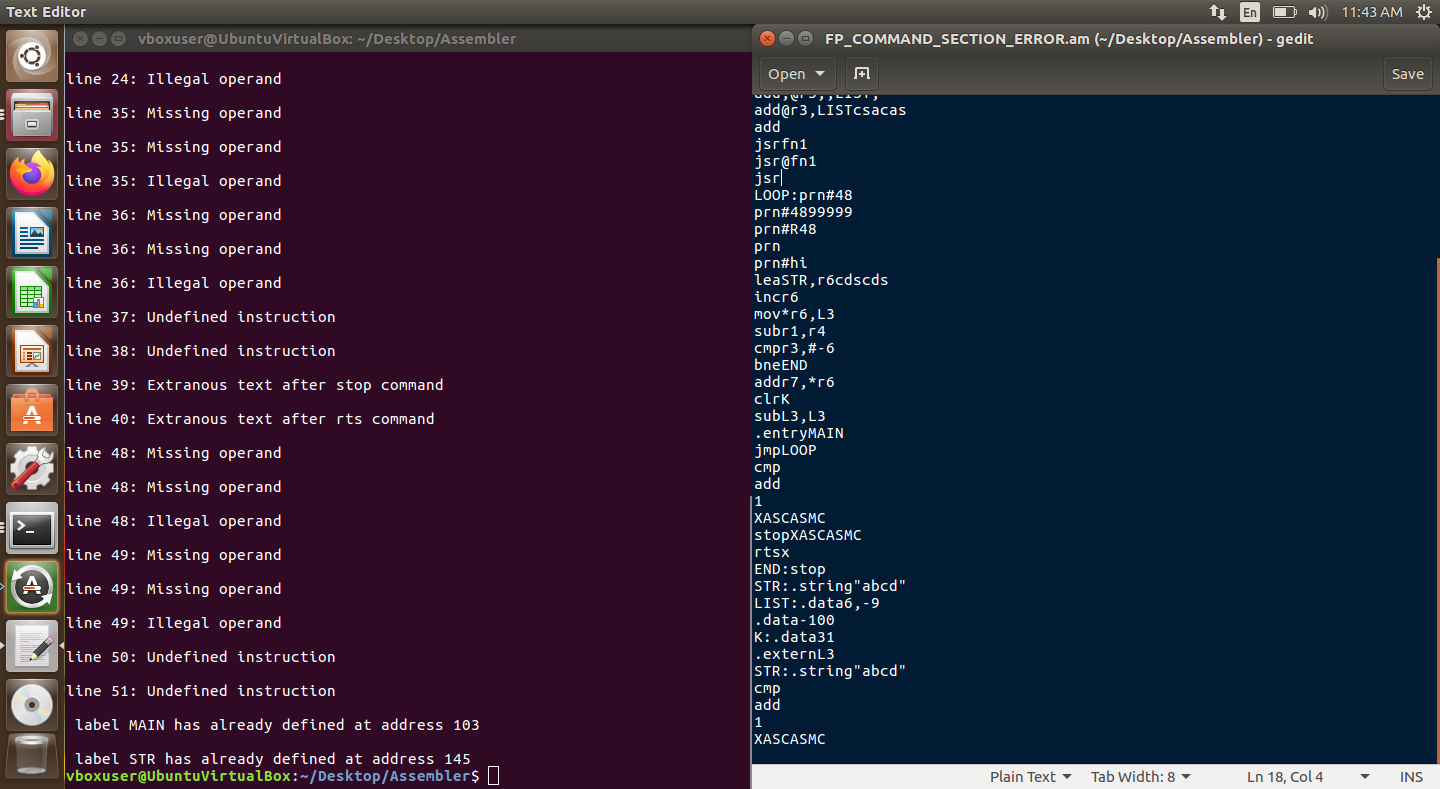 Text Editor
En
11:43 AM
vboxuser@UbuntuVirtualBox: ~/Desktop/Assembler
line 24: Illegal operand
line 35: Missing operand
line 35: Missing operand
line 35: Illegal operand
line 36: Missing operand
line 36: Missing operand
line 36: Illegal operand
line 37: Undefined instruction
line 38: Undefined instruction
line 39: Extranous text after stop command
line 40: Extranous text after rts command
line 48: Missing operand
line 48: Missing operand
line 48: Illegal operand
line 49: Missing operand
line 49: Missing operand
line 49: Illegal operand
line 50: Undefined instruction
line 51: Undefined instruction
label MAIN has already defined at address 103
label STR has already defined at address 145
vboxuser@UbuntuVirtualBox:~/Desktop/Assembler$
FP_COMMAND_SECTION_ERROR.am (~/Desktop/Assembler) - gedit
Open
Save
add,@r3,,LIST,
add@r3,LISTcsacas
add
jsrfn1
jsr@fn1
jsr
LOOP:prn#48
prn#4899999
prn#R48
prn
prn#hi
leaSTR,r6cdscds
incr6
mov*r6,L3
subr1,r4
cmpr3,#-6
bneEND
addr7,*r6
clrK
subL3,L3
.entryMAIN
jmpLOOP
cmp
add
1
XASCASMC
stopXASCASMC
rtsx
END:stop
STR:.string"abcd"
LIST:.data6,-9
.data-100
K:.data31
.externL3
STR:.string"abcd"
cmp
add
1
XASCASMC
Plain Text
Tab Width: 8
Ln 18, Col 4
INS